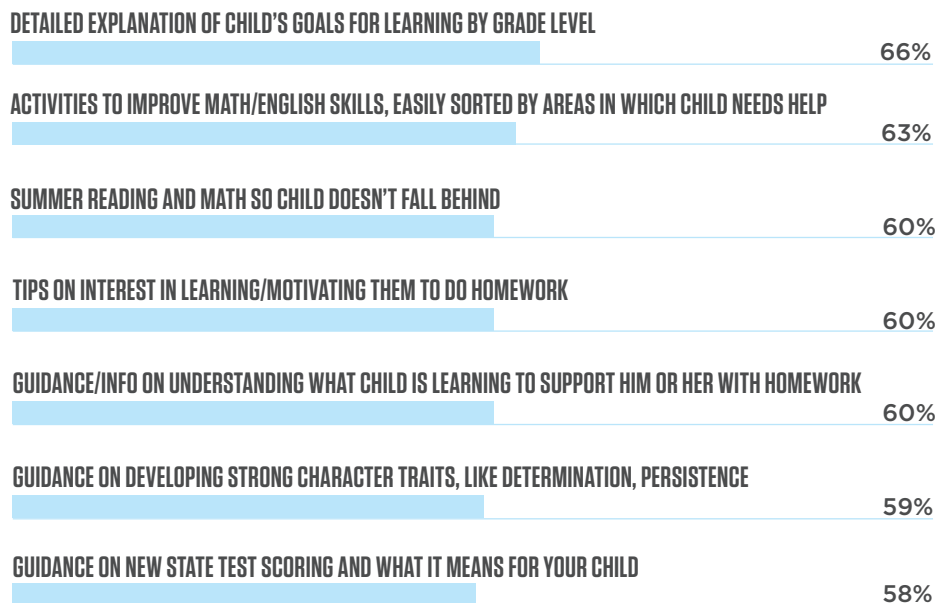 DETAILED EXPLANATION OF CHILD'S GOALS FOR LEARNING BY GRADE LEVEL
66%
ACTIVITIES TO IMPROVE MATH/ENGLISH SKILLS, EASILY SORTED BY AREAS IN WHICH CHILD NEEDS HELP
63%
SUMMER READING AND MATH SO CHILD DOESN'T FALL BEHIND
60%
TIPS ON INTEREST IN LEARNING/MOTIVATING THEM TO DO HOMEWORK
60%
GUIDANCE/INFO ON UNDERSTANDING WHAT CHILD IS LEARNING TO SUPPORT HIM OR HER WITH HOMEWORK
60%
GUIDANCE ON DEVELOPING STRONG CHARACTER TRAITS, LIKE DETERMINATION, PERSISTENCE
59%
GUIDANCE ON NEW STATE TEST SCORING AND WHAT IT MEANS FOR YOUR CHILD
58%